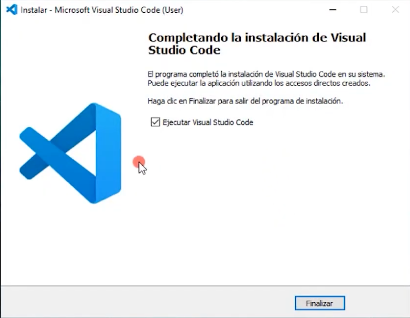 Instalar - Microsoft Visual Studio Code (User)
Completando la instalación de Visual
Studio Code
El programa completó la instalación de Visual Studio Code en su sistema.
Puede ejecutar la aplicación utilizando los accesos directos creados.
Haga clic en Finalizar para salir del programa de instalación.
Ejecutar Visual Studio Code
Finalizar